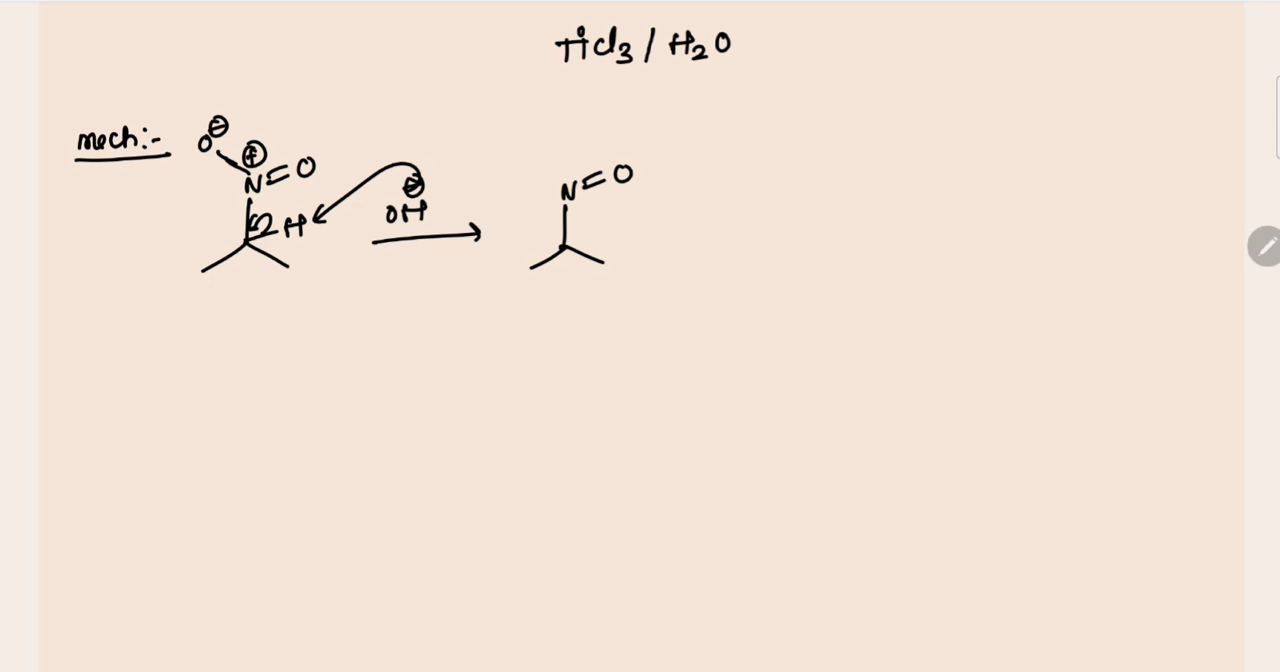 TiCl3 / H2O
mech:-
O⊖
⊕
N=O
H
⊖
OH
N=O